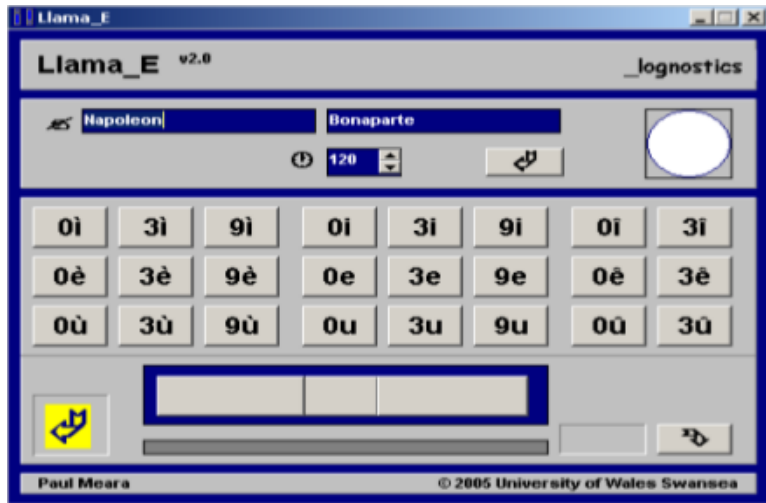 Llama_E
Llama_E v2.0 _lognostics
Napoleon Bonaparte
120
0ì 3ì 9ì 0i 3i 9i 0î 3î
0è 3è 9è 0e 3e 9e 0ê 3ê
0ù 3ù 9ù 0u 3u 9u 0û 3û
Paul Meara © 2005 University of Wales Swansea